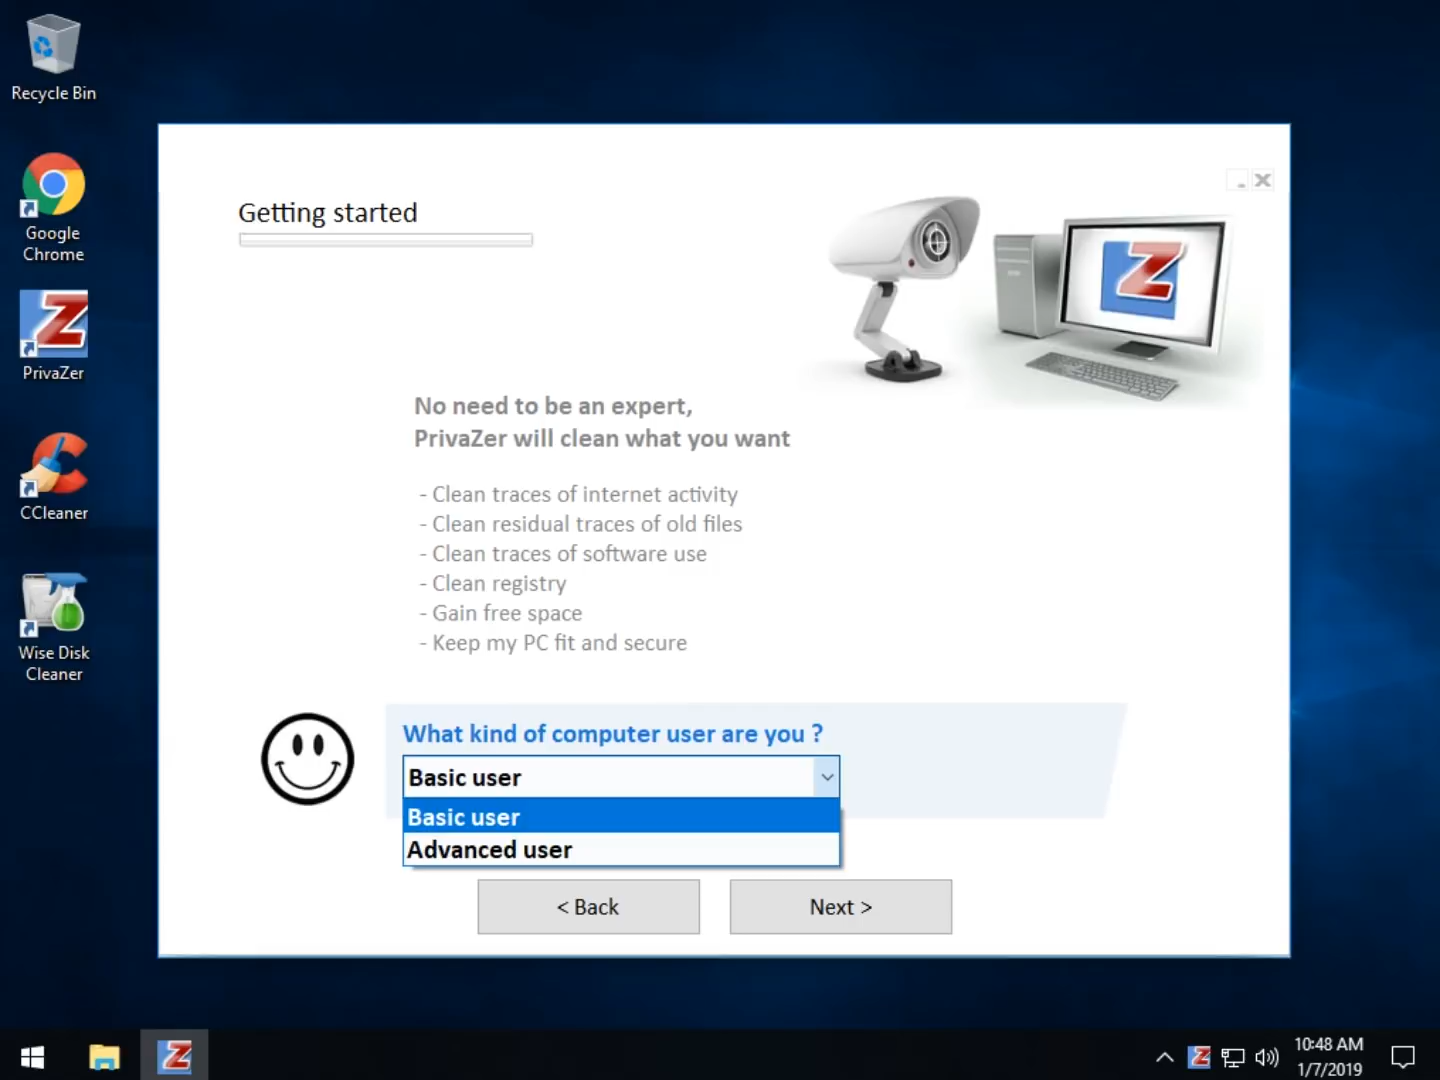 Recycle Bin
Google
Chrome
PrivaZer
CCleaner
Wise Disk
Cleaner
Getting started
No need to be an expert,
PrivaZer will clean what you want
- Clean traces of internet activity
- Clean residual traces of old files
- Clean traces of software use
- Clean registry
- Gain free space
- Keep my PC fit and secure
What kind of computer user are you ?
Basic user
Basic user
Advanced user
< Back
Next >
10:48 AM
1/7/2019